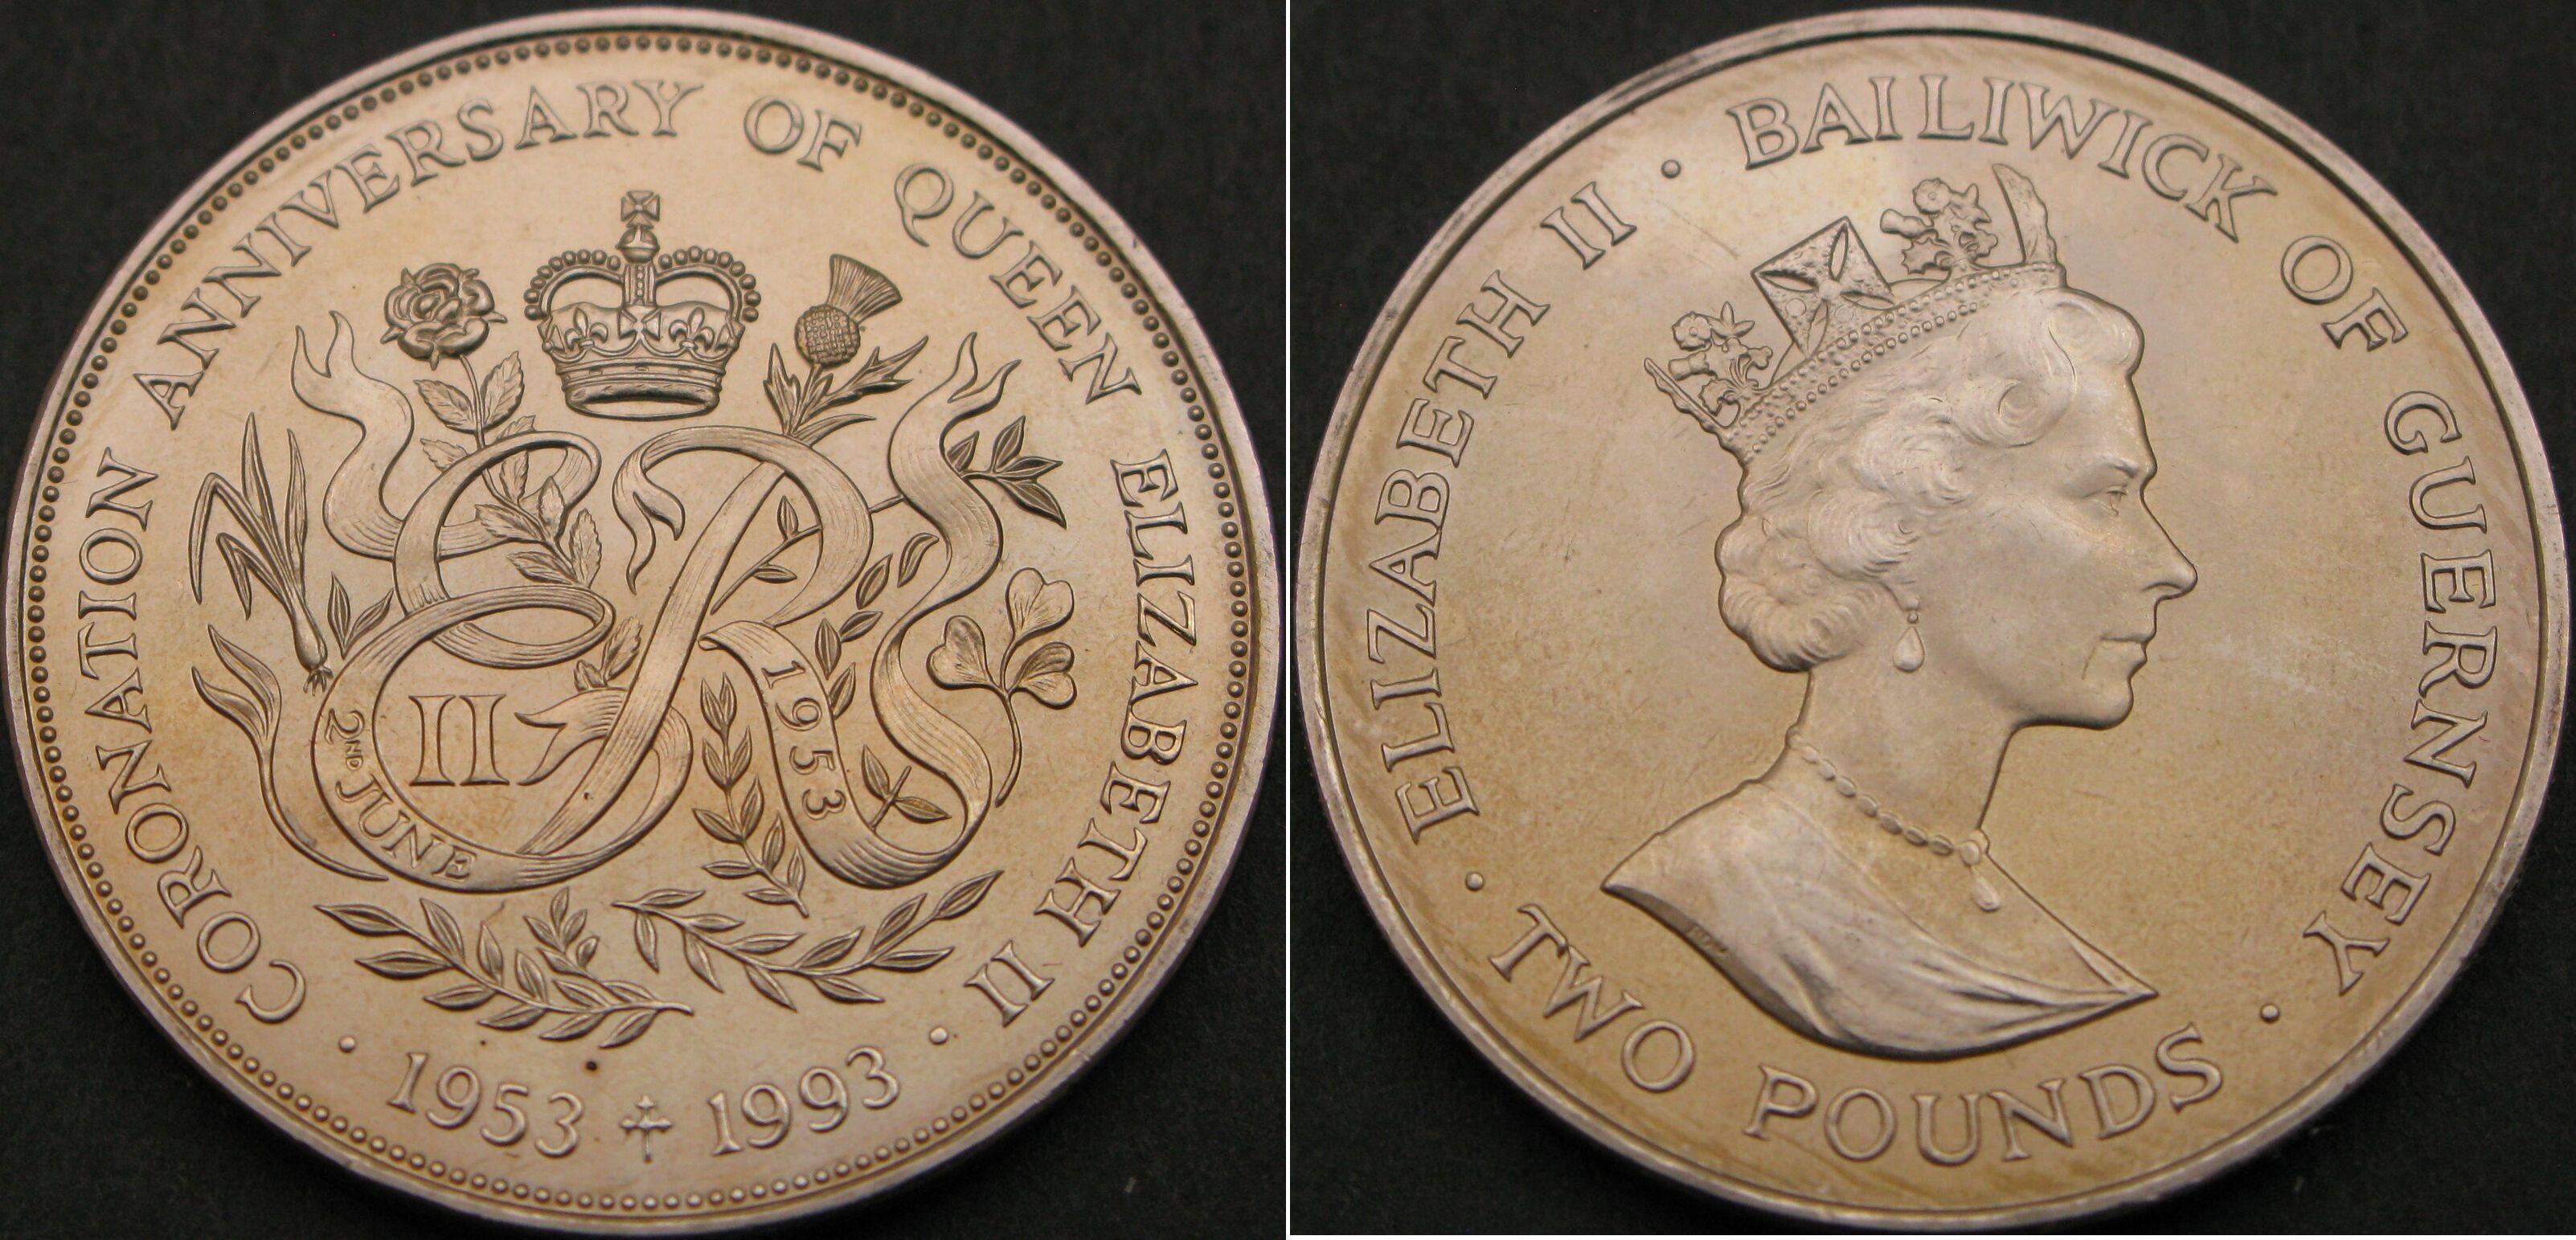 CORONATION ANNIVERSARY OF QUEEN ELIZABETH II
II
2ND JUNE
1953
· 1953 1993 ·
ELIZABETH II · BAILIWICK OF GUERNSEY
· TWO POUNDS ·